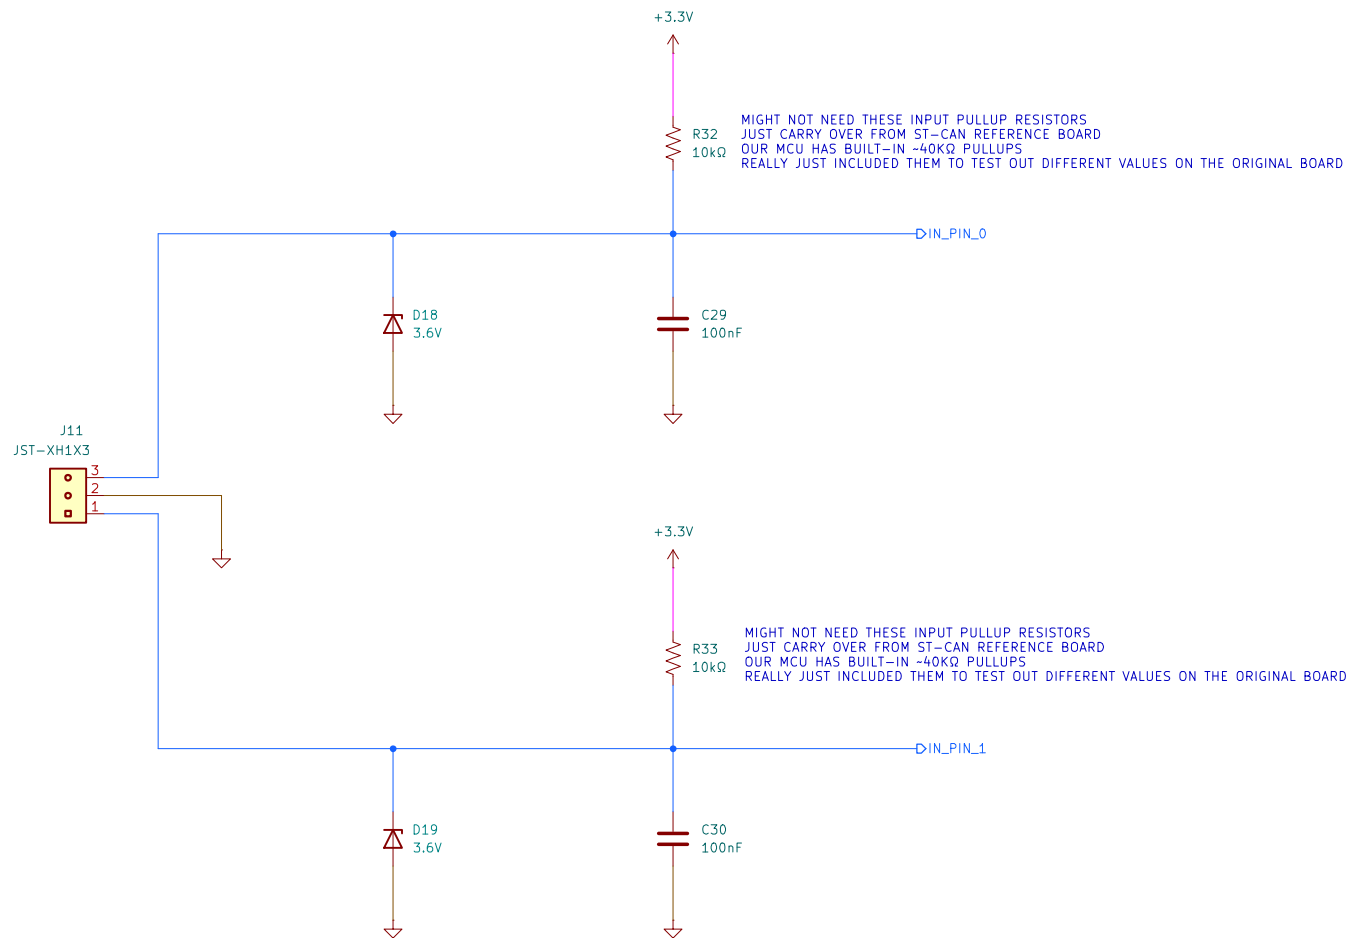 +3.3V
R32
10kΩ
MIGHT NOT NEED THESE INPUT PULLUP RESISTORS
JUST CARRY OVER FROM ST-CAN REFERENCE BOARD
OUR MCU HAS BUILT-IN ~40KΩ PULLUPS
REALLY JUST INCLUDED THEM TO TEST OUT DIFFERENT VALUES ON THE ORIGINAL BOARD
IN_PIN_0
D18
3.6V
C29
100nF
J11
JST-XH1X3
3
2
1
+3.3V
R33
10kΩ
MIGHT NOT NEED THESE INPUT PULLUP RESISTORS
JUST CARRY OVER FROM ST-CAN REFERENCE BOARD
OUR MCU HAS BUILT-IN ~40KΩ PULLUPS
REALLY JUST INCLUDED THEM TO TEST OUT DIFFERENT VALUES ON THE ORIGINAL BOARD
IN_PIN_1
D19
3.6V
C30
100nF